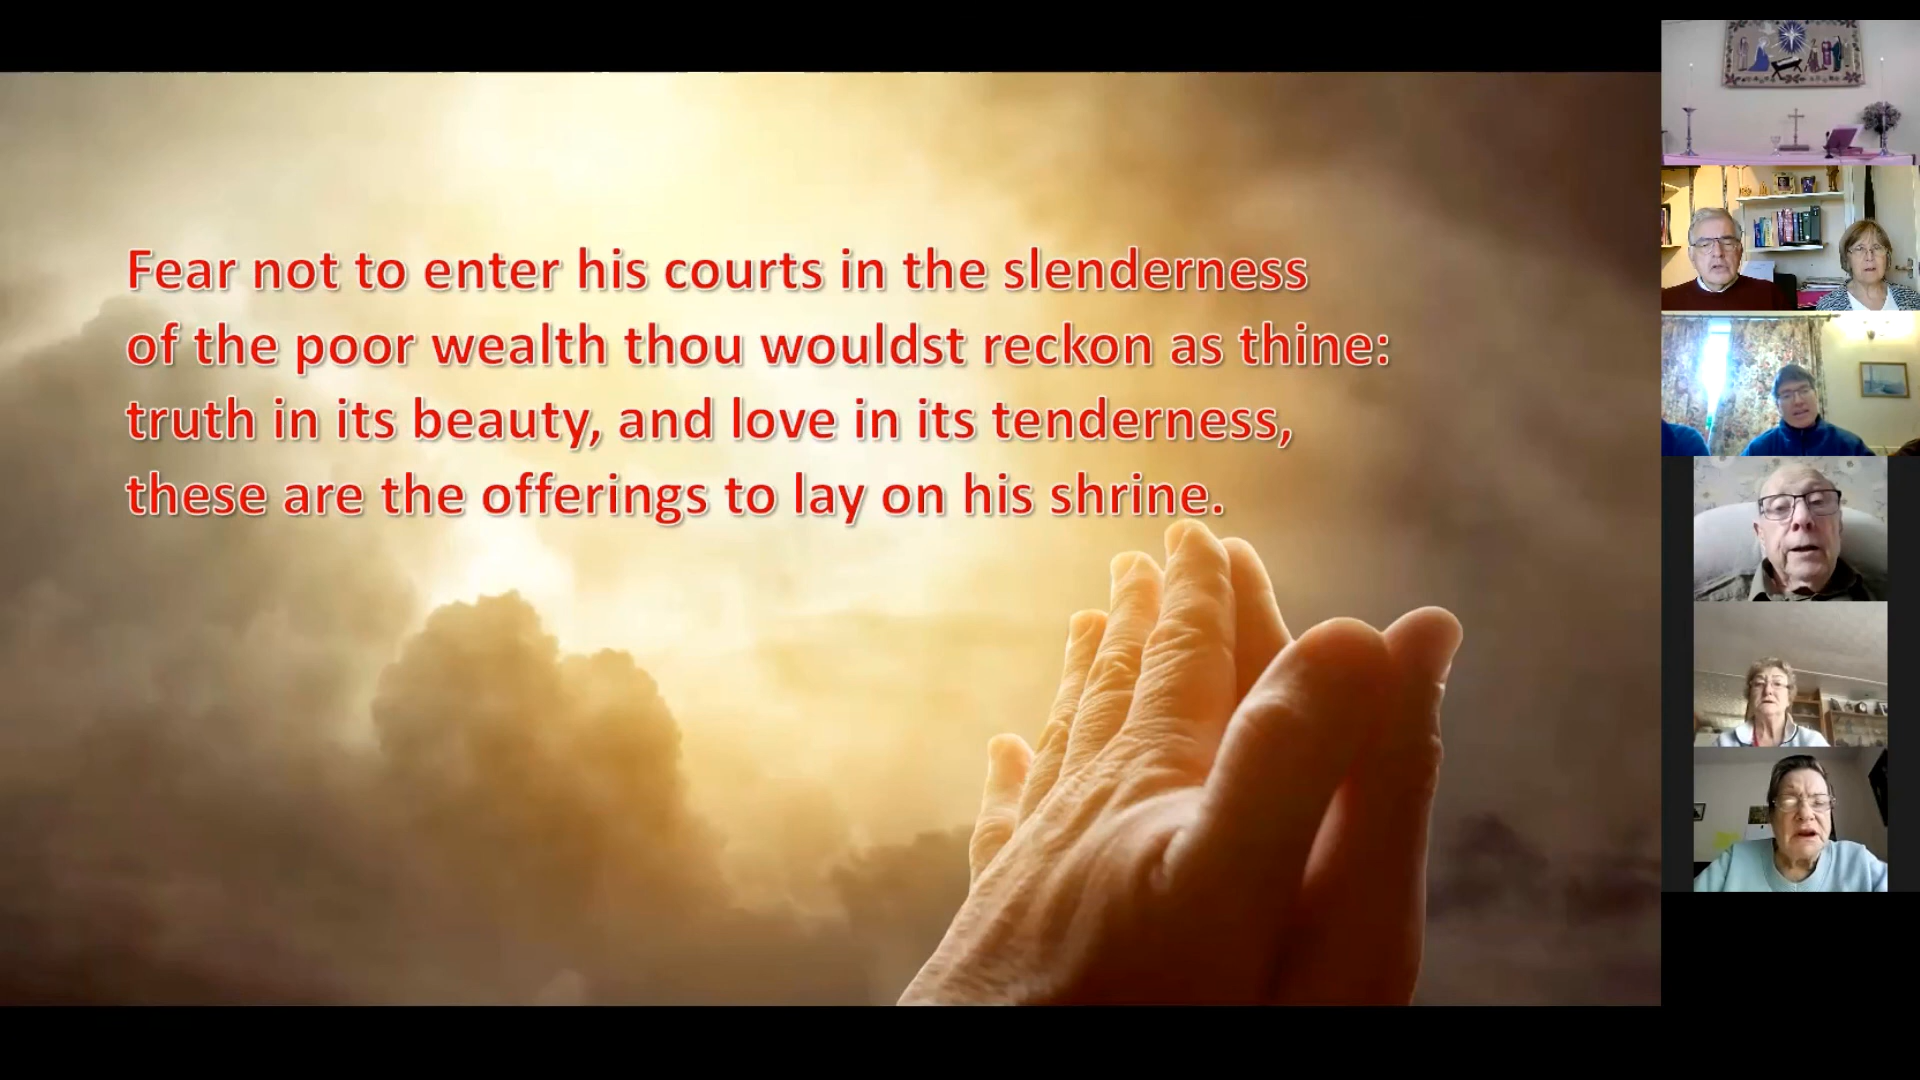 Fear not to enter his courts in the slenderness
of the poor wealth thou wouldst reckon as thine:
truth in its beauty, and love in its tenderness,
these are the offerings to lay on his shrine.